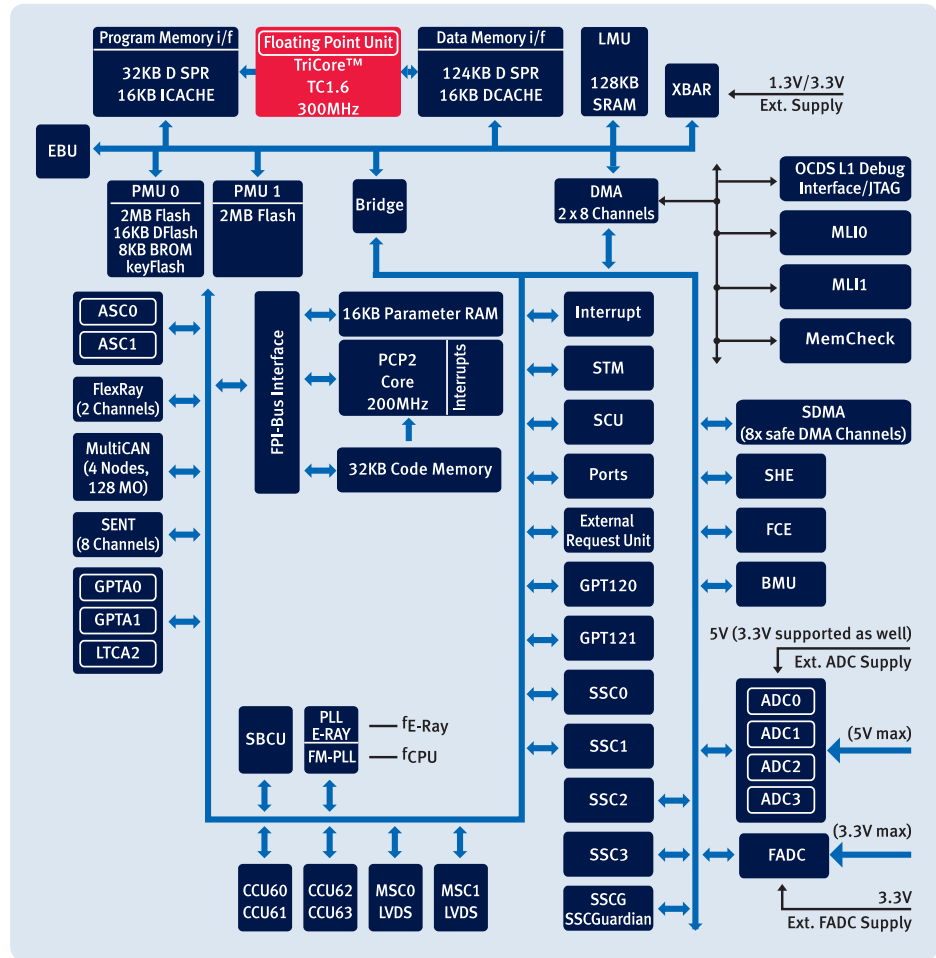 Program Memory i/f
32KB D SPR
16KB ICACHE
Floating Point Unit
TriCore™
TC1.6
300MHz
Data Memory i/f
124KB D SPR
16KB DCACHE
LMU
128KB
SRAM
XBAR
1.3V/3.3V
Ext. Supply
EBU
PMU 0
2MB Flash
16KB DFlash
8KB BROM
keyFlash
PMU 1
2MB Flash
Bridge
DMA
2 x 8 Channels
OCDS L1 Debug
Interface/JTAG
MLI0
MLI1
MemCheck
ASC0
ASC1
FlexRay
(2 Channels)
MultiCAN
(4 Nodes,
128 MO)
SENT
(8 Channels)
GPTA0
GPTA1
LTCA2
FPI-Bus Interface
16KB Parameter RAM
PCP2
Core
200MHz
Interrupts
32KB Code Memory
Interrupt
STM
SCU
Ports
External
Request Unit
GPT120
GPT121
SSC0
SSC1
SSC2
SSC3
SSCG
SSCGuardian
SDMA
(8x safe DMA Channels)
SHE
FCE
BMU
5V (3.3V supported as well)
Ext. ADC Supply
ADC0
ADC1
ADC2
ADC3
(5V max)
(3.3V max)
FADC
3.3V
Ext. FADC Supply
SBCU
PLL
E-RAY
FM-PLL
fE-Ray
fCPU
CCU60
CCU61
CCU62
CCU63
MSC0
LVDS
MSC1
LVDS